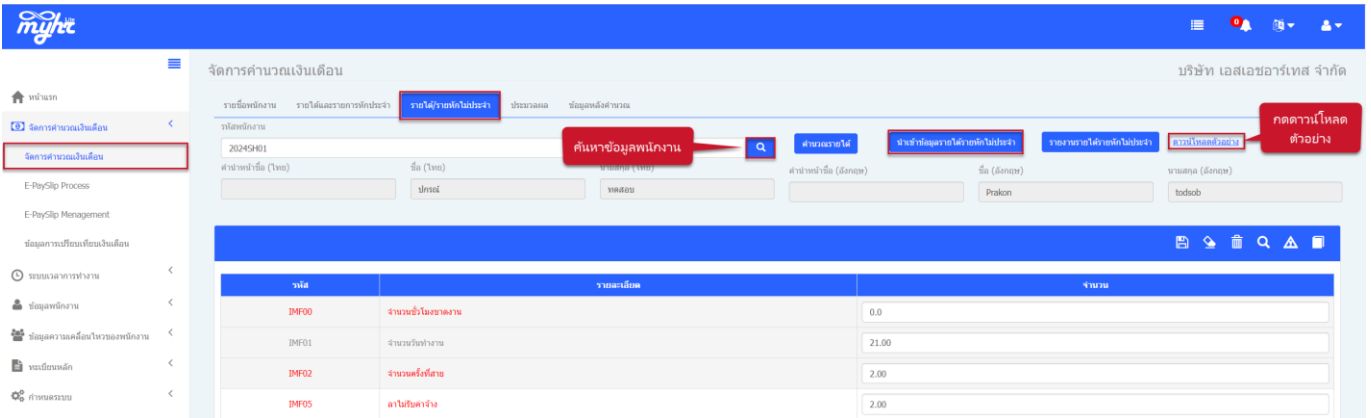 myhr Lite
0
จัดการคำนวณเงินเดือน
บริษัท เอสเอชอาร์เทส จำกัด
หน้าแรก
จัดการคำนวณเงินเดือน
จัดการคำนวณเงินเดือน
E-PaySlip Process
E-PaySlip Menagement
ข้อมูลการเปรียบเทียบเงินเดือน
ระบบเวลาการทำงาน
ข้อมูลพนักงาน
ข้อมูลความเคลื่อนไหวของพนักงาน
ทะเบียนหลัก
กำหนดระบบ
รายชื่อพนักงาน รายได้และรายการหักประจำ รายได้/รายหักไม่ประจำ ประมวลผล ข้อมูลหลังคำนวณ
รหัสพนักงาน
2024SH01
ค้นหาข้อมูลพนักงาน
คำนวณรายได้
นำเข้าข้อมูลรายได้รายหักไม่ประจำ
รายงานรายได้รายหักไม่ประจำ
ดาวน์โหลดตัวอย่าง
กดดาวน์โหลด
ตัวอย่าง
คำนำหน้าชื่อ (ไทย) ชื่อ (ไทย) นามสกุล (ไทย) คำนำหน้าชื่อ (อังกฤษ) ชื่อ (อังกฤษ) นามสกุล (อังกฤษ)
ปกรณ์ ทดสอบ Prakon todsob
รหัส รายละเอียด จำนวน
IMF00 จำนวนชั่วโมงขาดงาน 0.0
IMF01 จำนวนวันทำงาน 21.00
IMF02 จำนวนครั้งที่สาย 2.00
IMF05 ลาไม่รับค่าจ้าง 2.00